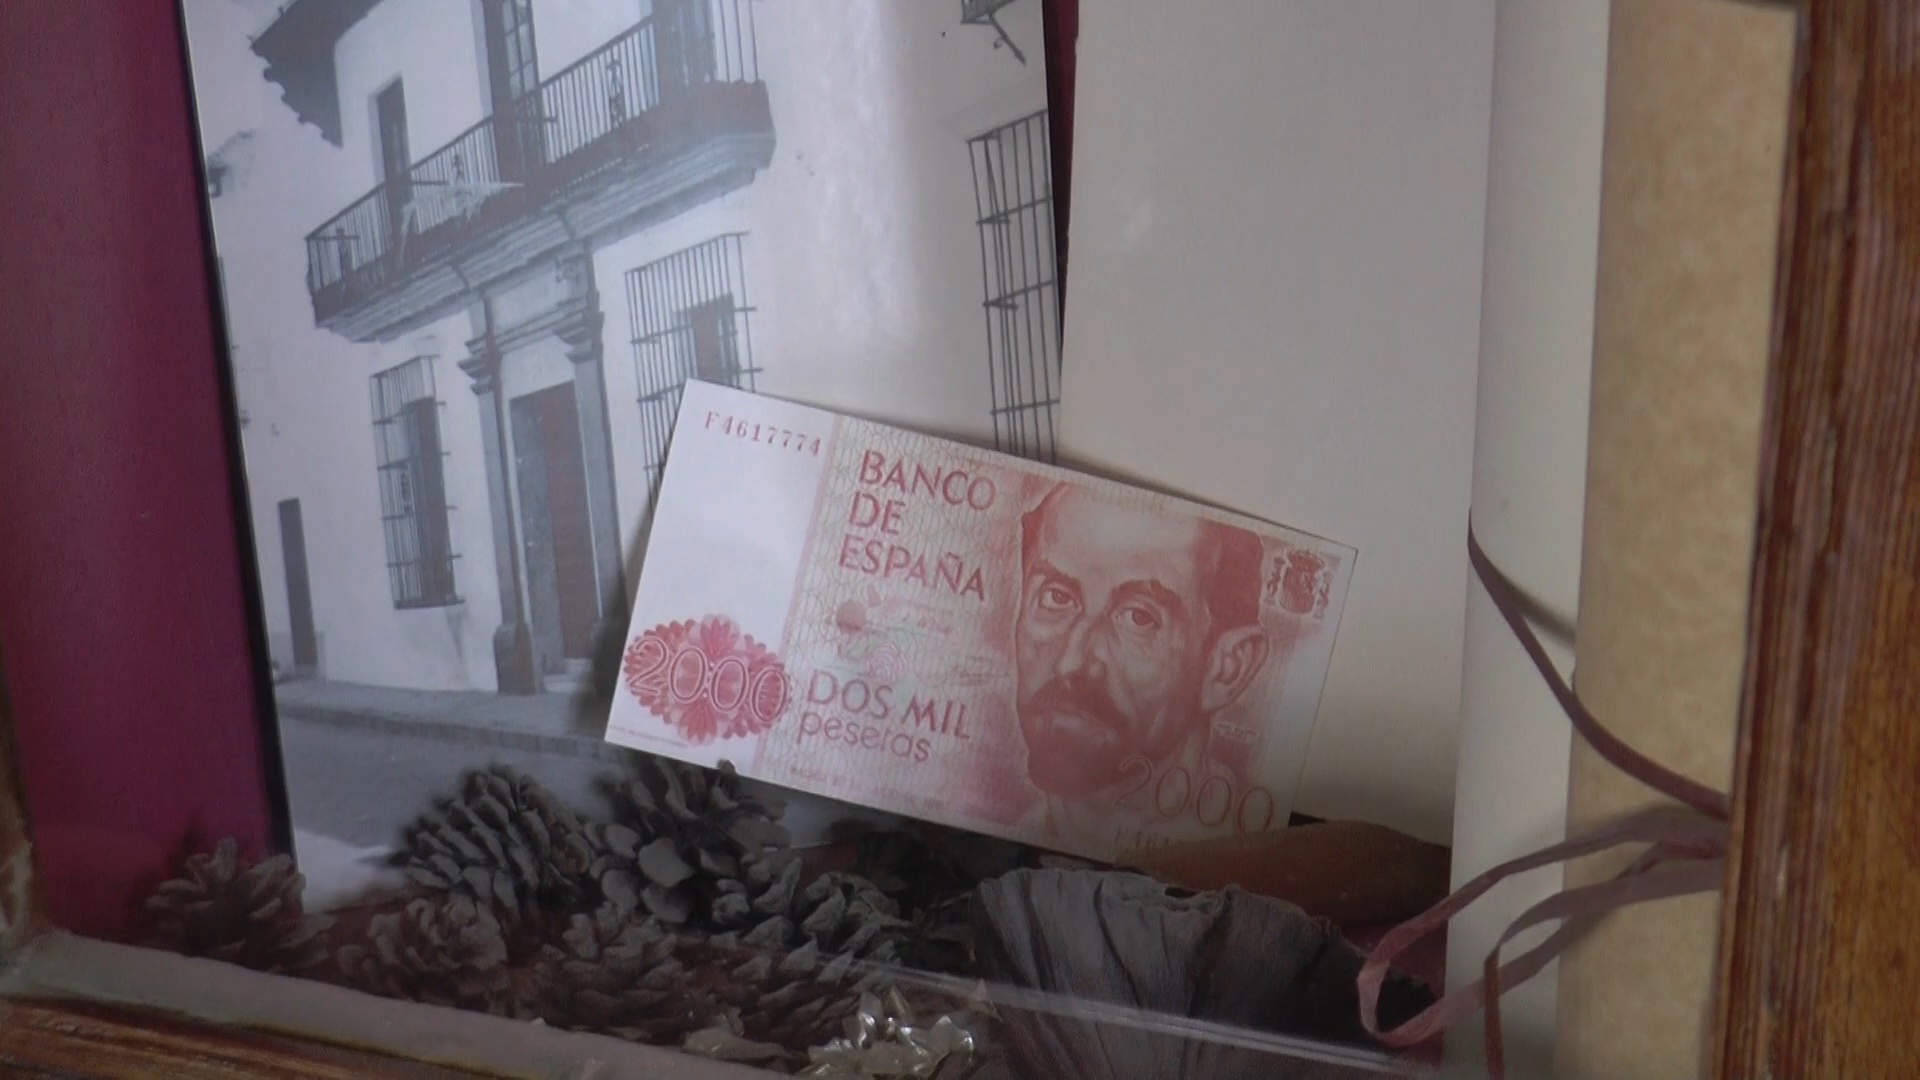 F4617774
BANCO
DE
ESPAÑA
2000
DOS MIL
pesetas
2000